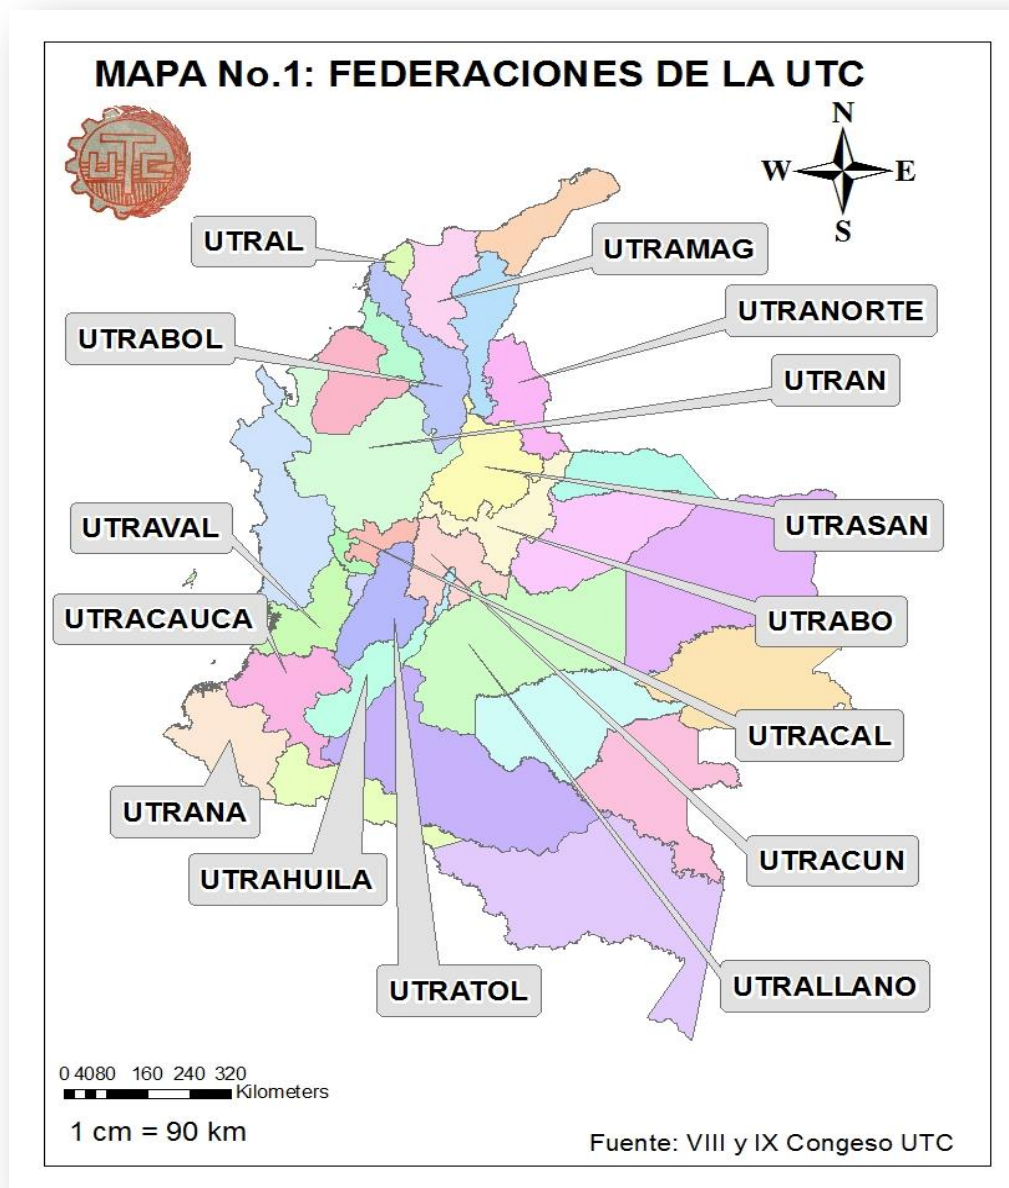 MAPA No.1: FEDERACIONES DE LA UTC
UTC
N
W E
S
UTRAL
UTRAMAG
UTRANORTE
UTRABOL
UTRAN
UTRAVAL
UTRASAN
UTRACAUCA
UTRABO
UTRACAL
UTRANA
UTRACUN
UTRAHUILA
UTRALLANO
UTRATOL
0 4080 160 240 320
Kilometers
1 cm = 90 km
Fuente: VIII y IX Congeso UTC